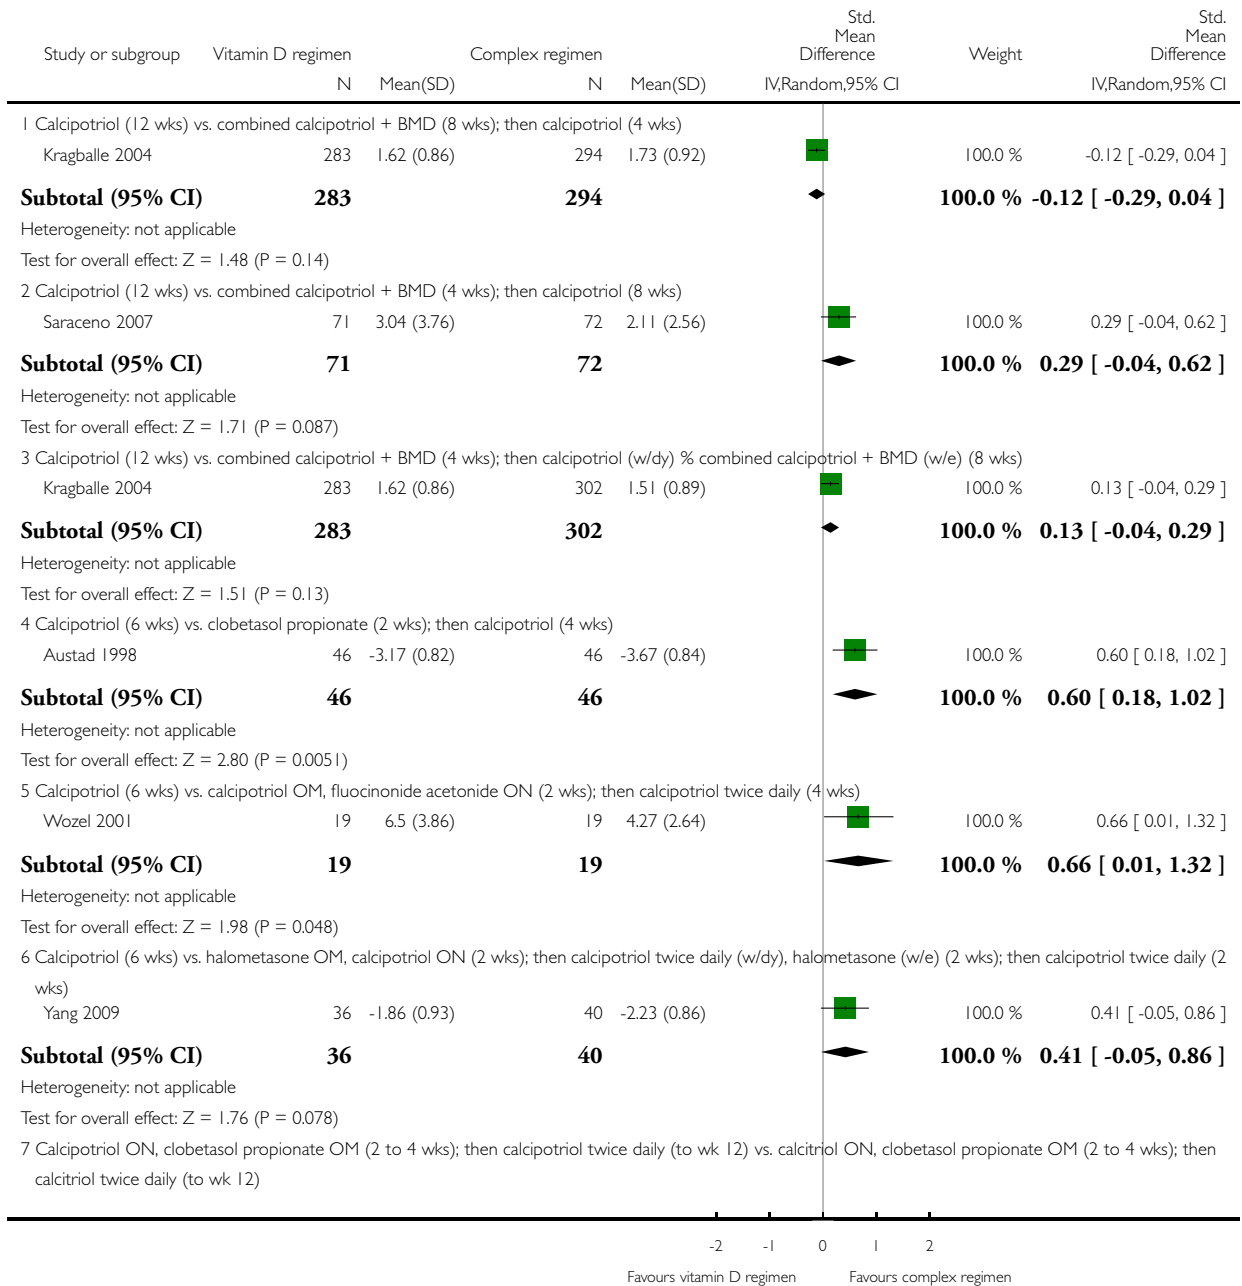 Std. Mean Difference Std. Mean Difference
Study or subgroup Vitamin D regimen Complex regimen Weight
N Mean(SD) N Mean(SD) IV,Random,95% CI IV,Random,95% CI
1 Calcipotriol (12 wks) vs. combined calcipotriol + BMD (8 wks); then calcipotriol (4 wks)
Kragballe 2004 283 1.62 (0.86) 294 1.73 (0.92) 100.0 % -0.12 [ -0.29, 0.04 ]
Subtotal (95% CI) 283 294 100.0 % -0.12 [ -0.29, 0.04 ]
Heterogeneity: not applicable
Test for overall effect: Z = 1.48 (P = 0.14)
2 Calcipotriol (12 wks) vs. combined calcipotriol + BMD (4 wks); then calcipotriol (8 wks)
Saraceno 2007 71 3.04 (3.76) 72 2.11 (2.56) 100.0 % 0.29 [ -0.04, 0.62 ]
Subtotal (95% CI) 71 72 100.0 % 0.29 [ -0.04, 0.62 ]
Heterogeneity: not applicable
Test for overall effect: Z = 1.71 (P = 0.087)
3 Calcipotriol (12 wks) vs. combined calcipotriol + BMD (4 wks); then calcipotriol (w/dy) % combined calcipotriol + BMD (w/e) (8 wks)
Kragballe 2004 283 1.62 (0.86) 302 1.51 (0.89) 100.0 % 0.13 [ -0.04, 0.29 ]
Subtotal (95% CI) 283 302 100.0 % 0.13 [ -0.04, 0.29 ]
Heterogeneity: not applicable
Test for overall effect: Z = 1.51 (P = 0.13)
4 Calcipotriol (6 wks) vs. clobetasol propionate (2 wks); then calcipotriol (4 wks)
Austad 1998 46 -3.17 (0.82) 46 -3.67 (0.84) 100.0 % 0.60 [ 0.18, 1.02 ]
Subtotal (95% CI) 46 46 100.0 % 0.60 [ 0.18, 1.02 ]
Heterogeneity: not applicable
Test for overall effect: Z = 2.80 (P = 0.0051)
5 Calcipotriol (6 wks) vs. calcipotriol OM, fluocinonide acetonide ON (2 wks); then calcipotriol twice daily (4 wks)
Wozel 2001 19 6.5 (3.86) 19 4.27 (2.64) 100.0 % 0.66 [ 0.01, 1.32 ]
Subtotal (95% CI) 19 19 100.0 % 0.66 [ 0.01, 1.32 ]
Heterogeneity: not applicable
Test for overall effect: Z = 1.98 (P = 0.048)
6 Calcipotriol (6 wks) vs. halometasone OM, calcipotriol ON (2 wks); then calcipotriol twice daily (w/dy), halometasone (w/e) (2 wks); then calcipotriol twice daily (2
wks)
Yang 2009 36 -1.86 (0.93) 40 -2.23 (0.86) 100.0 % 0.41 [ -0.05, 0.86 ]
Subtotal (95% CI) 36 40 100.0 % 0.41 [ -0.05, 0.86 ]
Heterogeneity: not applicable
Test for overall effect: Z = 1.76 (P = 0.078)
7 Calcipotriol ON, clobetasol propionate OM (2 to 4 wks); then calcipotriol twice daily (to wk 12) vs. calcitriol ON, clobetasol propionate OM (2 to 4 wks); then
calcitriol twice daily (to wk 12)
-2 -1 0 1 2
Favours vitamin D regimen Favours complex regimen